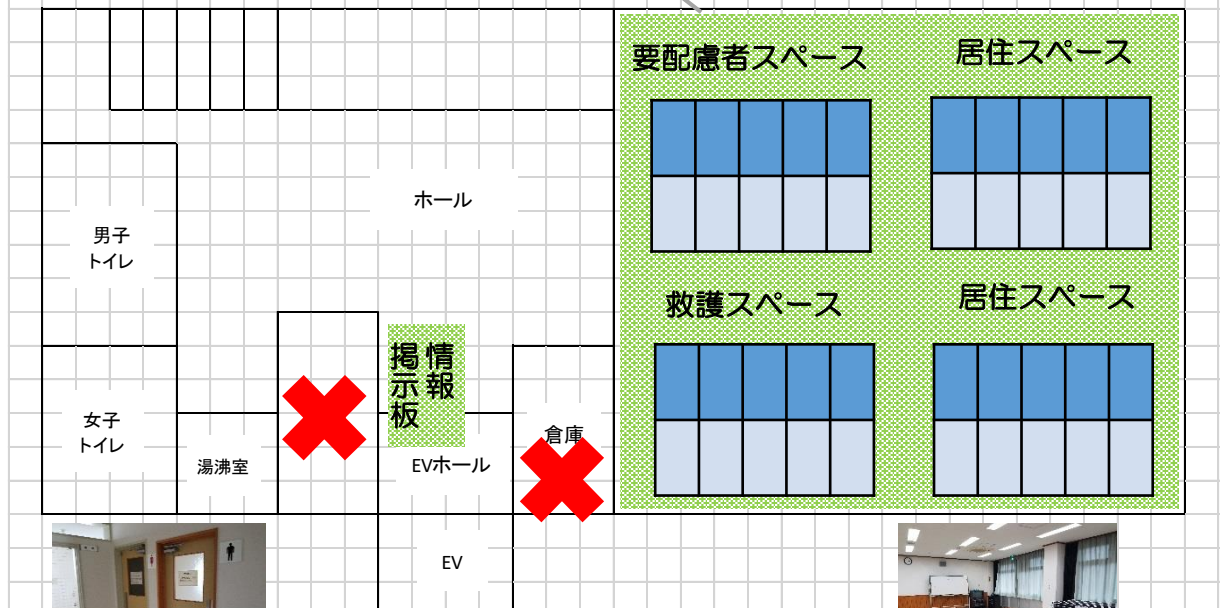 要配慮者スペース
居住スペース
ホール
男子
トイレ
救護スペース
居住スペース
情報
掲示板
女子
トイレ
倉庫
湯沸室
EVホール
EV